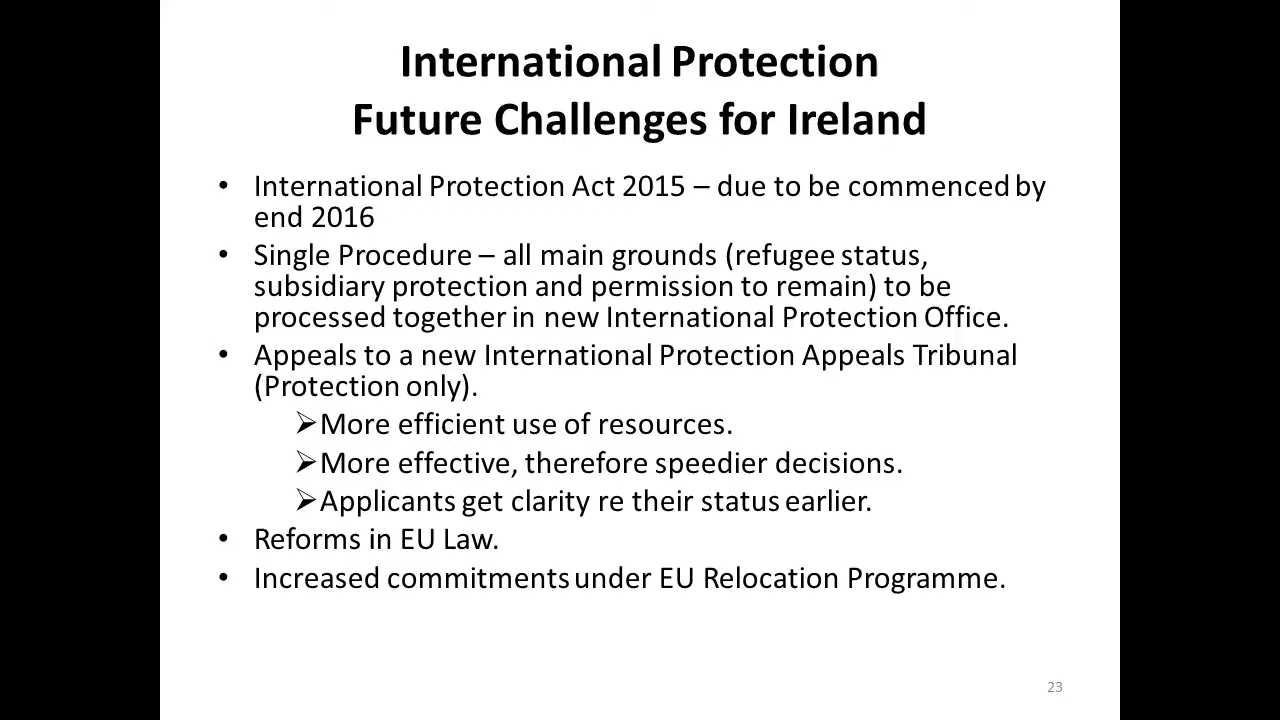 International Protection
Future Challenges for Ireland
• International Protection Act 2015 – due to be commenced by
end 2016
• Single Procedure – all main grounds (refugee status,
subsidiary protection and permission to remain) to be
processed together in new International Protection Office.
• Appeals to a new International Protection Appeals Tribunal
(Protection only).
➢More efficient use of resources.
➢More effective, therefore speedier decisions.
➢Applicants get clarity re their status earlier.
• Reforms in EU Law.
• Increased commitments under EU Relocation Programme.
23